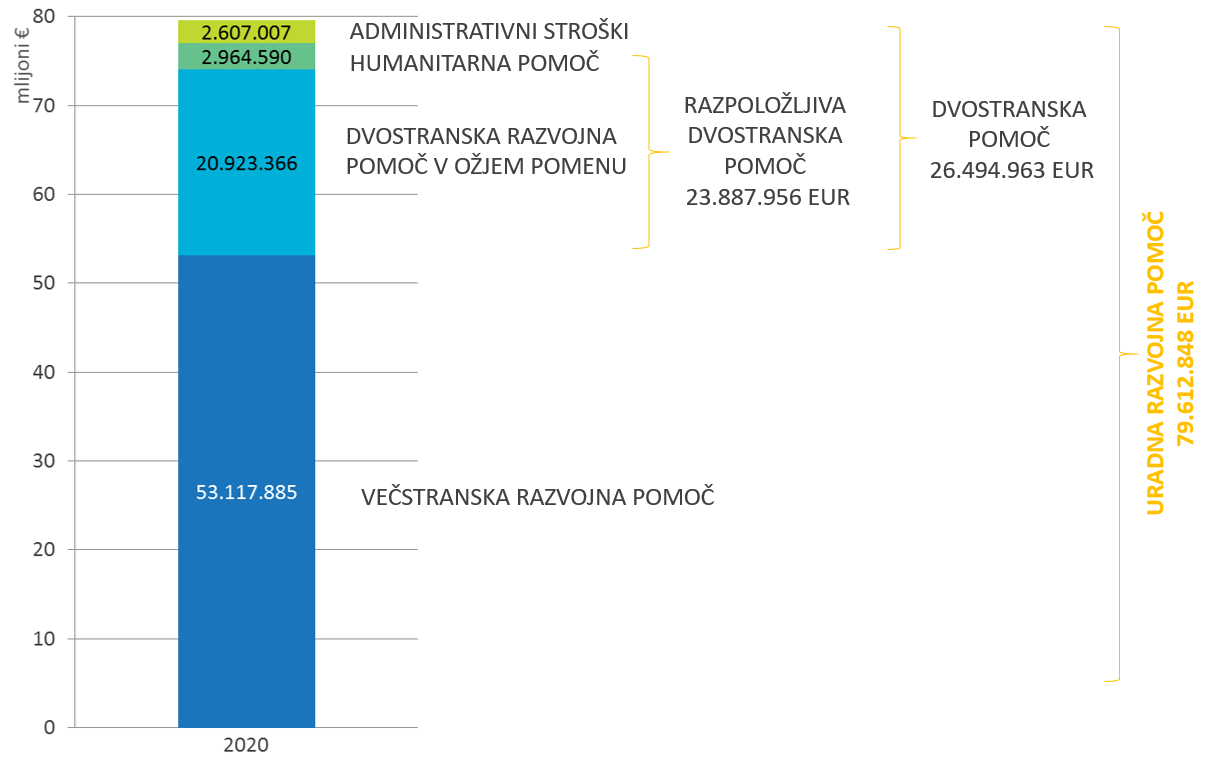 mlijoni €
80
70
60
50
40
30
20
10
0
2020
2.607.007
2.964.590
20.923.366
53.117.885
ADMINISTRATIVNI STROŠKI
HUMANITARNA POMOČ
DVOSTRANSKA RAZVOJNA
POMOČ V OŽJEM POMENU
VEČSTRANSKA RAZVOJNA POMOČ
RAZPOLOŽLJIVA
DVOSTRANSKA
POMOČ
23.887.956 EUR
DVOSTRANSKA
POMOČ
26.494.963 EUR
URADNA RAZVOJNA POMOČ
79.612.848 EUR